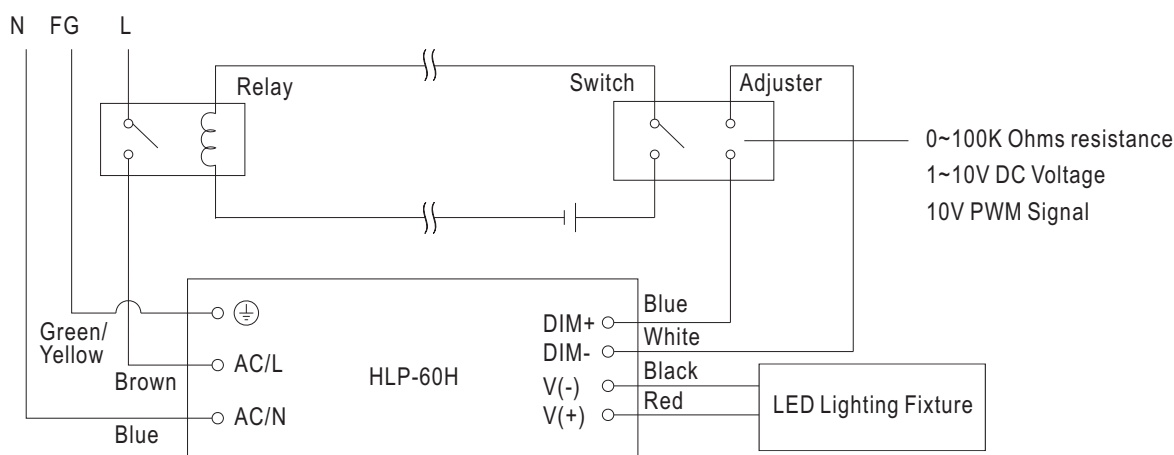 N FG L
Relay
Switch
Adjuster
0~100K Ohms resistance
1~10V DC Voltage
10V PWM Signal
Green/
Yellow
Brown
Blue
AC/L
AC/N
HLP-60H
DIM+
DIM-
V(-)
V(+)
Blue
White
Black
Red
LED Lighting Fixture